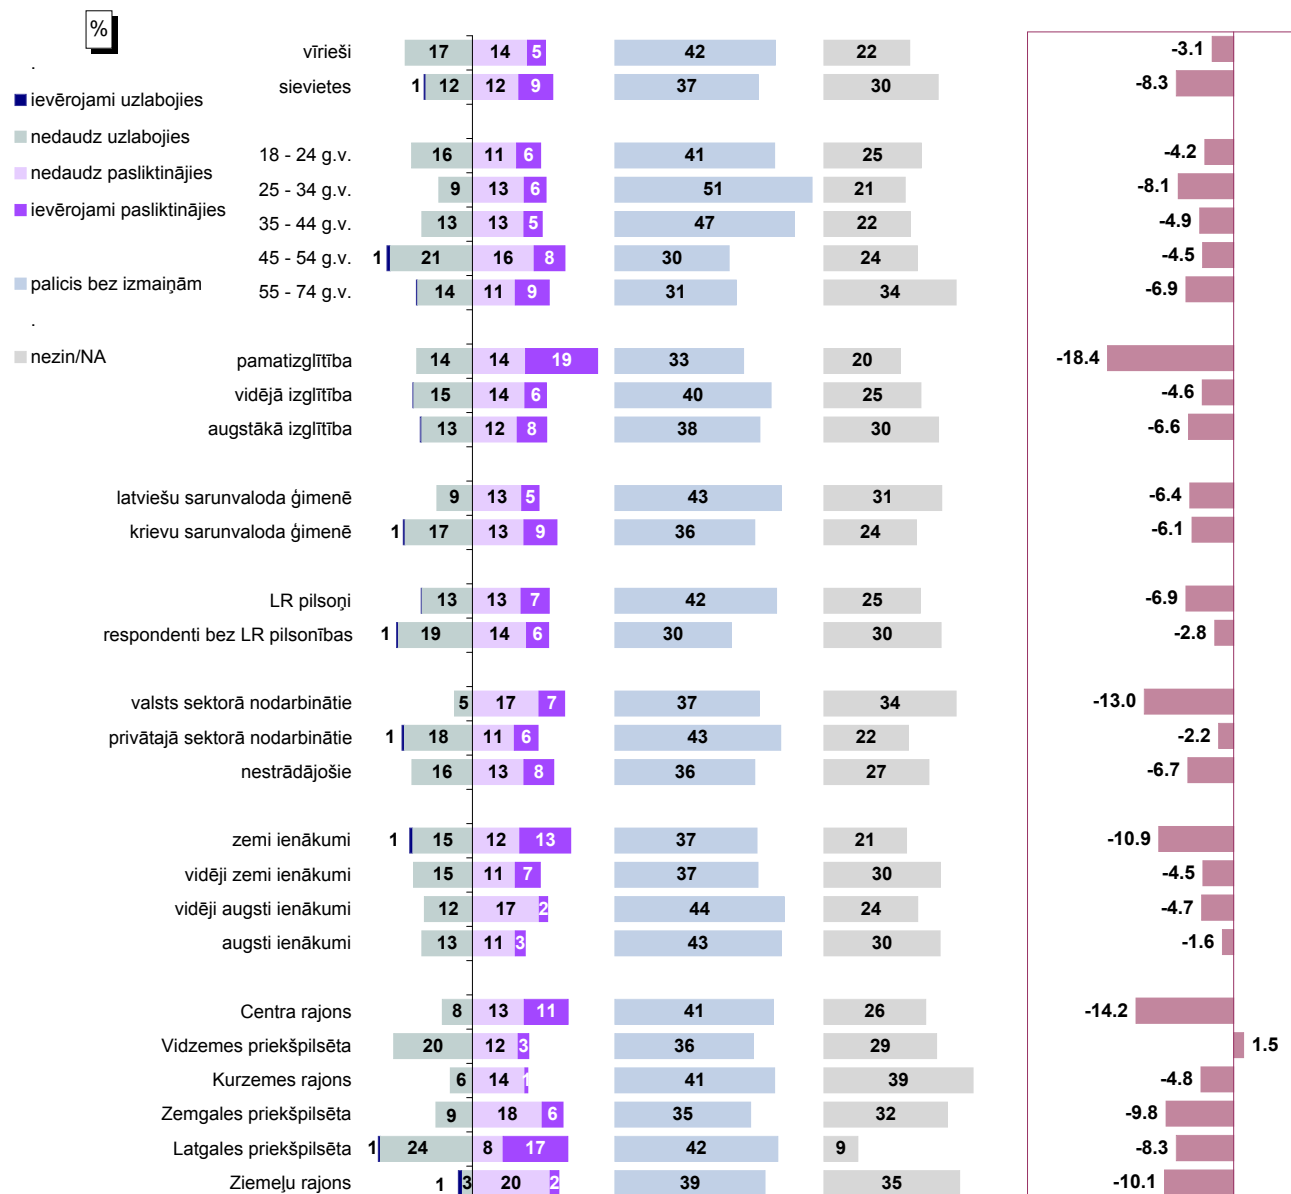 %
.
ievērojami uzlabojies
nedaudz uzlabojies
nedaudz pasliktinājies
ievērojami pasliktinājies
palicis bez izmaiņām
.
nezin/NA
vīrieši 17 14 5 42 22 -3.1
sievietes 1 12 12 9 37 30 -8.3
18 - 24 g.v. 16 11 6 41 25 -4.2
25 - 34 g.v. 9 13 6 51 21 -8.1
35 - 44 g.v. 13 13 5 47 22 -4.9
45 - 54 g.v. 1 21 16 8 30 24 -4.5
55 - 74 g.v. 14 11 9 31 34 -6.9
pamatizglītība 14 14 19 33 20 -18.4
vidējā izglītība 15 14 6 40 25 -4.6
augstākā izglītība 13 12 8 38 30 -6.6
latviešu sarunvaloda ģimenē 9 13 5 43 31 -6.4
krievu sarunvaloda ģimenē 1 17 13 9 36 24 -6.1
LR pilsoņi 13 13 7 42 25 -6.9
respondenti bez LR pilsonības 1 19 14 6 30 30 -2.8
valsts sektorā nodarbinātie 5 17 7 37 34 -13.0
privātajā sektorā nodarbinātie 1 18 11 6 43 22 -2.2
nestrādājošie 16 13 8 36 27 -6.7
zemi ienākumi 1 15 12 13 37 21 -10.9
vidēji zemi ienākumi 15 11 7 37 30 -4.5
vidēji augsti ienākumi 12 17 2 44 24 -4.7
augsti ienākumi 13 11 3 43 30 -1.6
Centra rajons 8 13 11 41 26 -14.2
Vidzemes priekšpilsēta 20 12 3 36 29 1.5
Kurzemes rajons 6 14 1 41 39 -4.8
Zemgales priekšpilsēta 9 18 6 35 32 -9.8
Latgales priekšpilsēta 1 24 8 17 42 9 -8.3
Ziemeļu rajons 1 3 20 2 39 35 -10.1